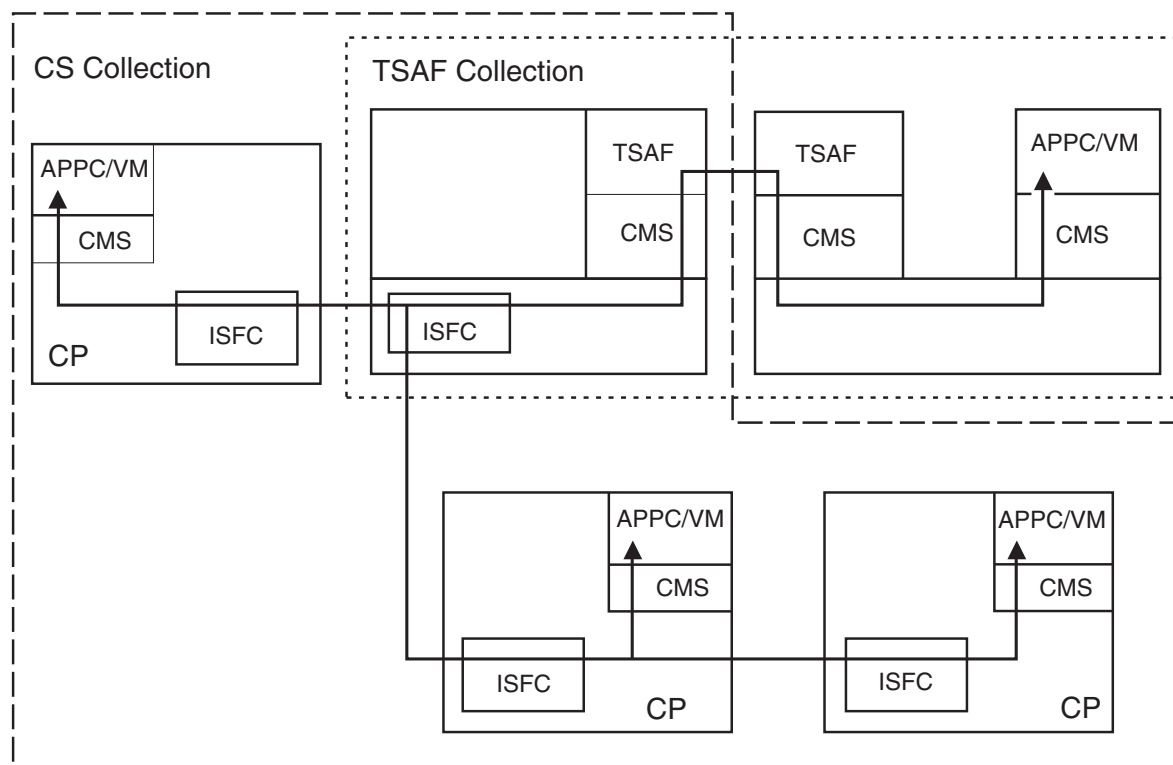 CS Collection
TSAF Collection
APPC/VM
CMS
ISFC
CP
TSAF
CMS
ISFC
TSAF
CMS
APPC/VM
CMS
APPC/VM
CMS
ISFC
CP
APPC/VM
CMS
ISFC
CP